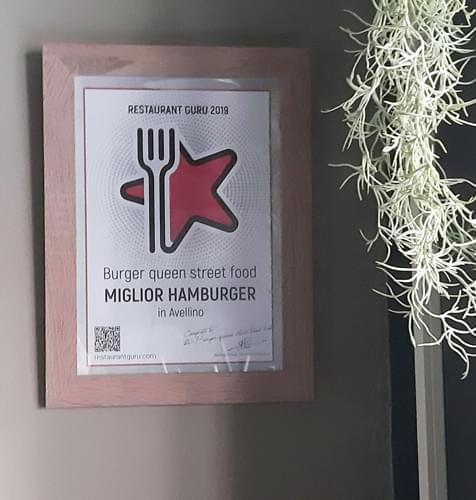 RESTAURANT GURU 2019
Burger queen street food
MIGLIOR HAMBURGER
in Avellino
restaurantguru.com